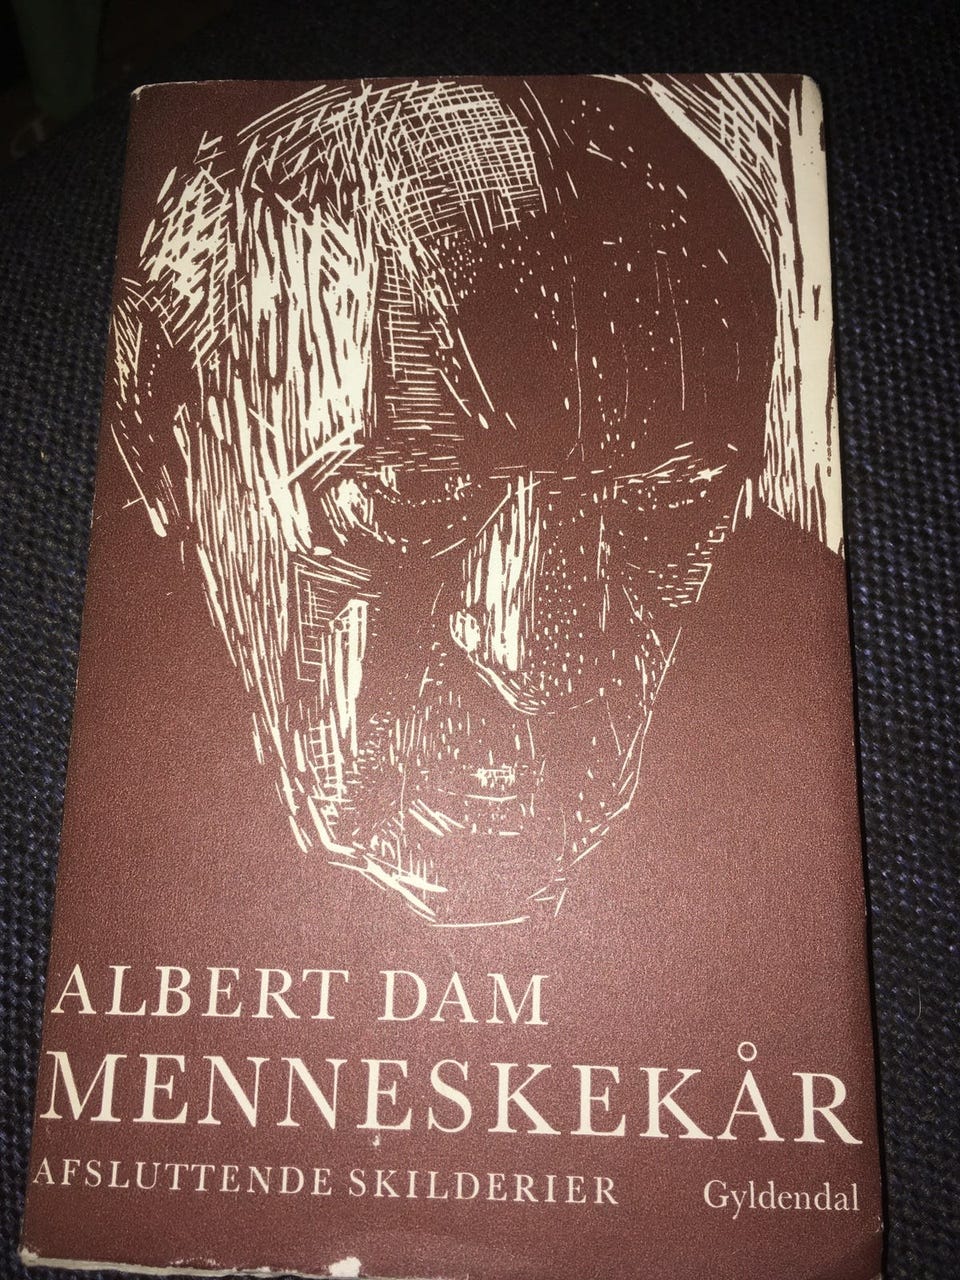 ALBERT DAM
MENNESKEKÅR
AFSLUTTENDE SKILDERIER Gyldendal